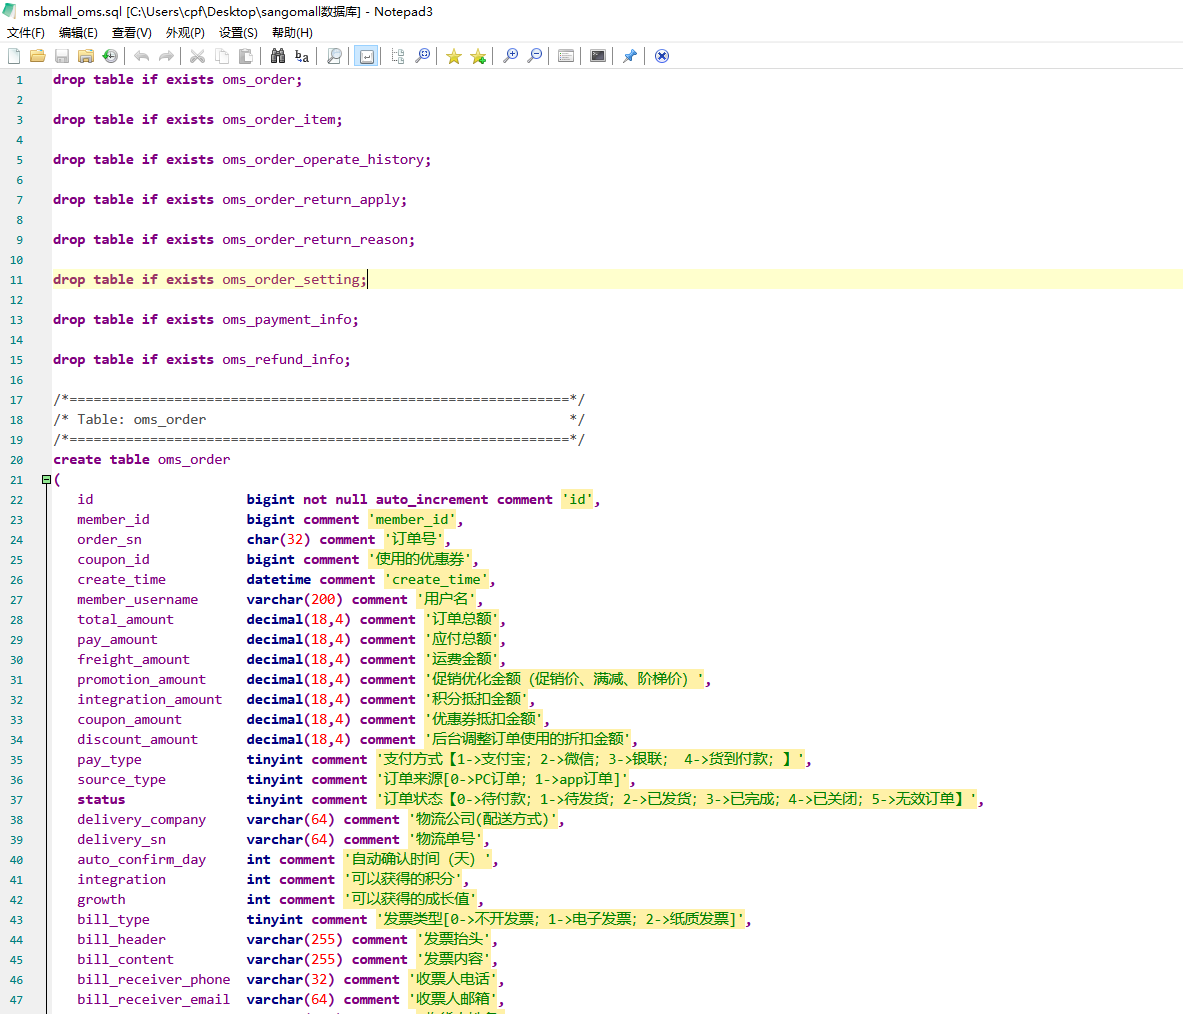 msbmall_oms.sql [C:\Users\cpf\Desktop\sangomall数据库] - Notepad3
文件(F) 编辑(E) 查看(V) 外观(P) 设置(S) 帮助(H)
1 drop table if exists oms_order;
2
3 drop table if exists oms_order_item;
4
5 drop table if exists oms_order_operate_history;
6
7 drop table if exists oms_order_return_apply;
8
9 drop table if exists oms_order_return_reason;
10
11 drop table if exists oms_order_setting;
12
13 drop table if exists oms_payment_info;
14
15 drop table if exists oms_refund_info;
16
17 /*==============================================================*/
18 /* Table: oms_order */
19 /*==============================================================*/
20 create table oms_order
21 (
22 id bigint not null auto_increment comment 'id',
23 member_id bigint comment 'member_id',
24 order_sn char(32) comment '订单号',
25 coupon_id bigint comment '使用的优惠券',
26 create_time datetime comment 'create_time',
27 member_username varchar(200) comment '用户名',
28 total_amount decimal(18,4) comment '订单总额',
29 pay_amount decimal(18,4) comment '应付总额',
30 freight_amount decimal(18,4) comment '运费金额',
31 promotion_amount decimal(18,4) comment '促销优化金额（促销价、满减、阶梯价）',
32 integration_amount decimal(18,4) comment '积分抵扣金额',
33 coupon_amount decimal(18,4) comment '优惠券抵扣金额',
34 discount_amount decimal(18,4) comment '后台调整订单使用的折扣金额',
35 pay_type tinyint comment '支付方式【1->支付宝；2->微信；3->银联； 4->货到付款；】',
36 source_type tinyint comment '订单来源[0->PC订单；1->app订单]',
37 status tinyint comment '订单状态【0->待付款；1->待发货；2->已发货；3->已完成；4->已关闭；5->无效订单】',
38 delivery_company varchar(64) comment '物流公司(配送方式)',
39 delivery_sn varchar(64) comment '物流单号',
40 auto_confirm_day int comment '自动确认时间（天）',
41 integration int comment '可以获得的积分',
42 growth int comment '可以获得的成长值',
43 bill_type tinyint comment '发票类型[0->不开发票；1->电子发票；2->纸质发票]',
44 bill_header varchar(255) comment '发票抬头',
45 bill_content varchar(255) comment '发票内容',
46 bill_receiver_phone varchar(32) comment '收票人电话',
47 bill_receiver_email varchar(64) comment '收票人邮箱',